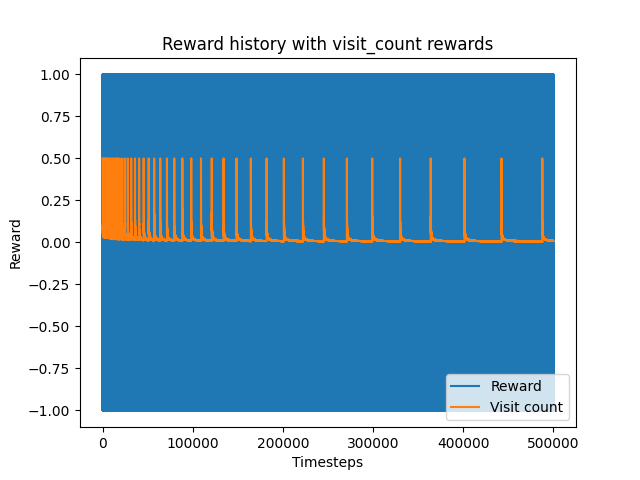 Reward history with visit_count rewards
1.00
0.75
0.50
0.25
0.00
−0.25
−0.50
−0.75
−1.00
Reward
Reward
Visit count
0 100000 200000 300000 400000 500000
Timesteps